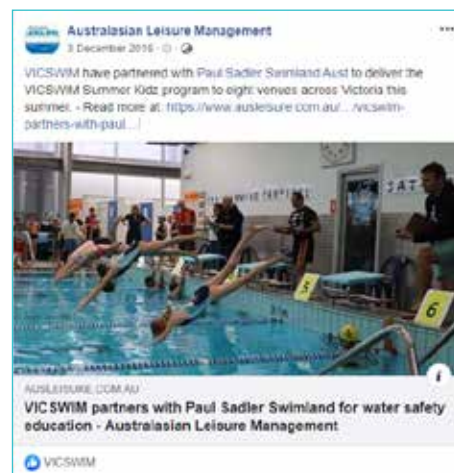 Australasian Leisure Management
3 December 2016
VICSWIM have partnered with Paul Sadler Swimland Aust to deliver the
VICSWIM Summer Kidz program to eight venues across Victoria this
summer. - Read more at: https://www.ausleisure.com.au/.../vicswim-
partners-with-paul.../
3
6
AUSLEISURE.COM.AU
VICSWIM partners with Paul Sadler Swimland for water safety
education - Australasian Leisure Management
VICSWIM